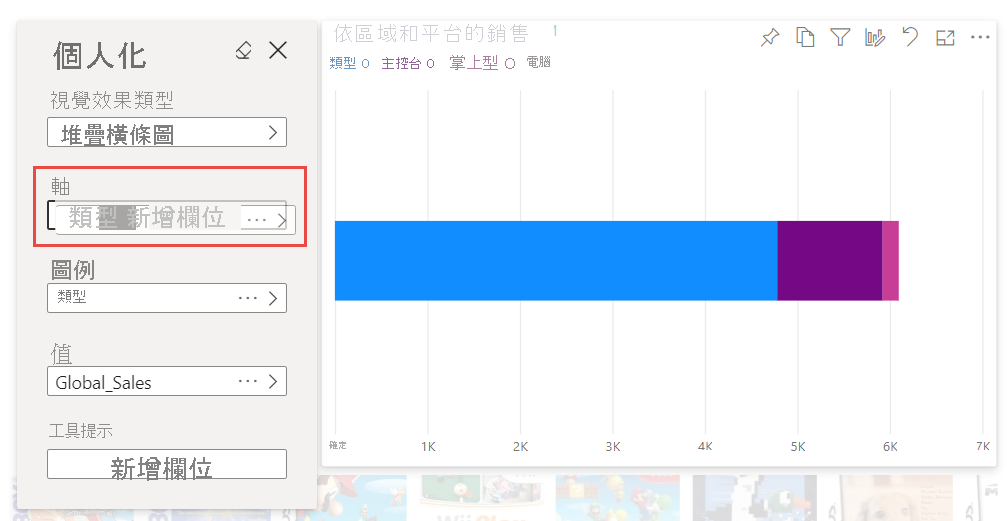 個人化
視覺效果類型
堆疊橫條圖
軸
類型 新增欄位
圖例
類型
值
Global_Sales
工具提示
新增欄位
依區域和平台的銷售
類型 主控台 掌上型 電腦
確定 1K 2K 3K 4K 5K 6K 7K